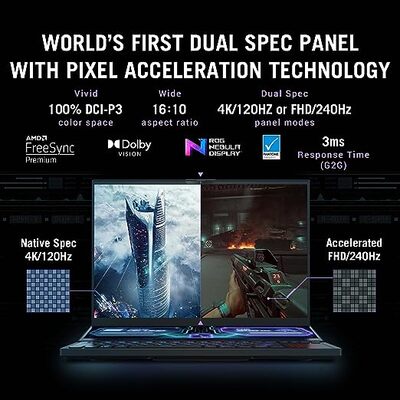 WORLD'S FIRST DUAL SPEC PANEL
WITH PIXEL ACCELERATION TECHNOLOGY
Vivid
100% DCI-P3
color space
Wide
16:10
aspect ratio
Dual Spec
4K/120HZ or FHD/240Hz
panel modes
AMD
FreeSync
Premium
Dolby
VISION
ROG
NEBULA
DISPLAY
PANTONE
3ms
Response Time
(G2G)
Native Spec
4K/120Hz
Accelerated
FHD/240Hz